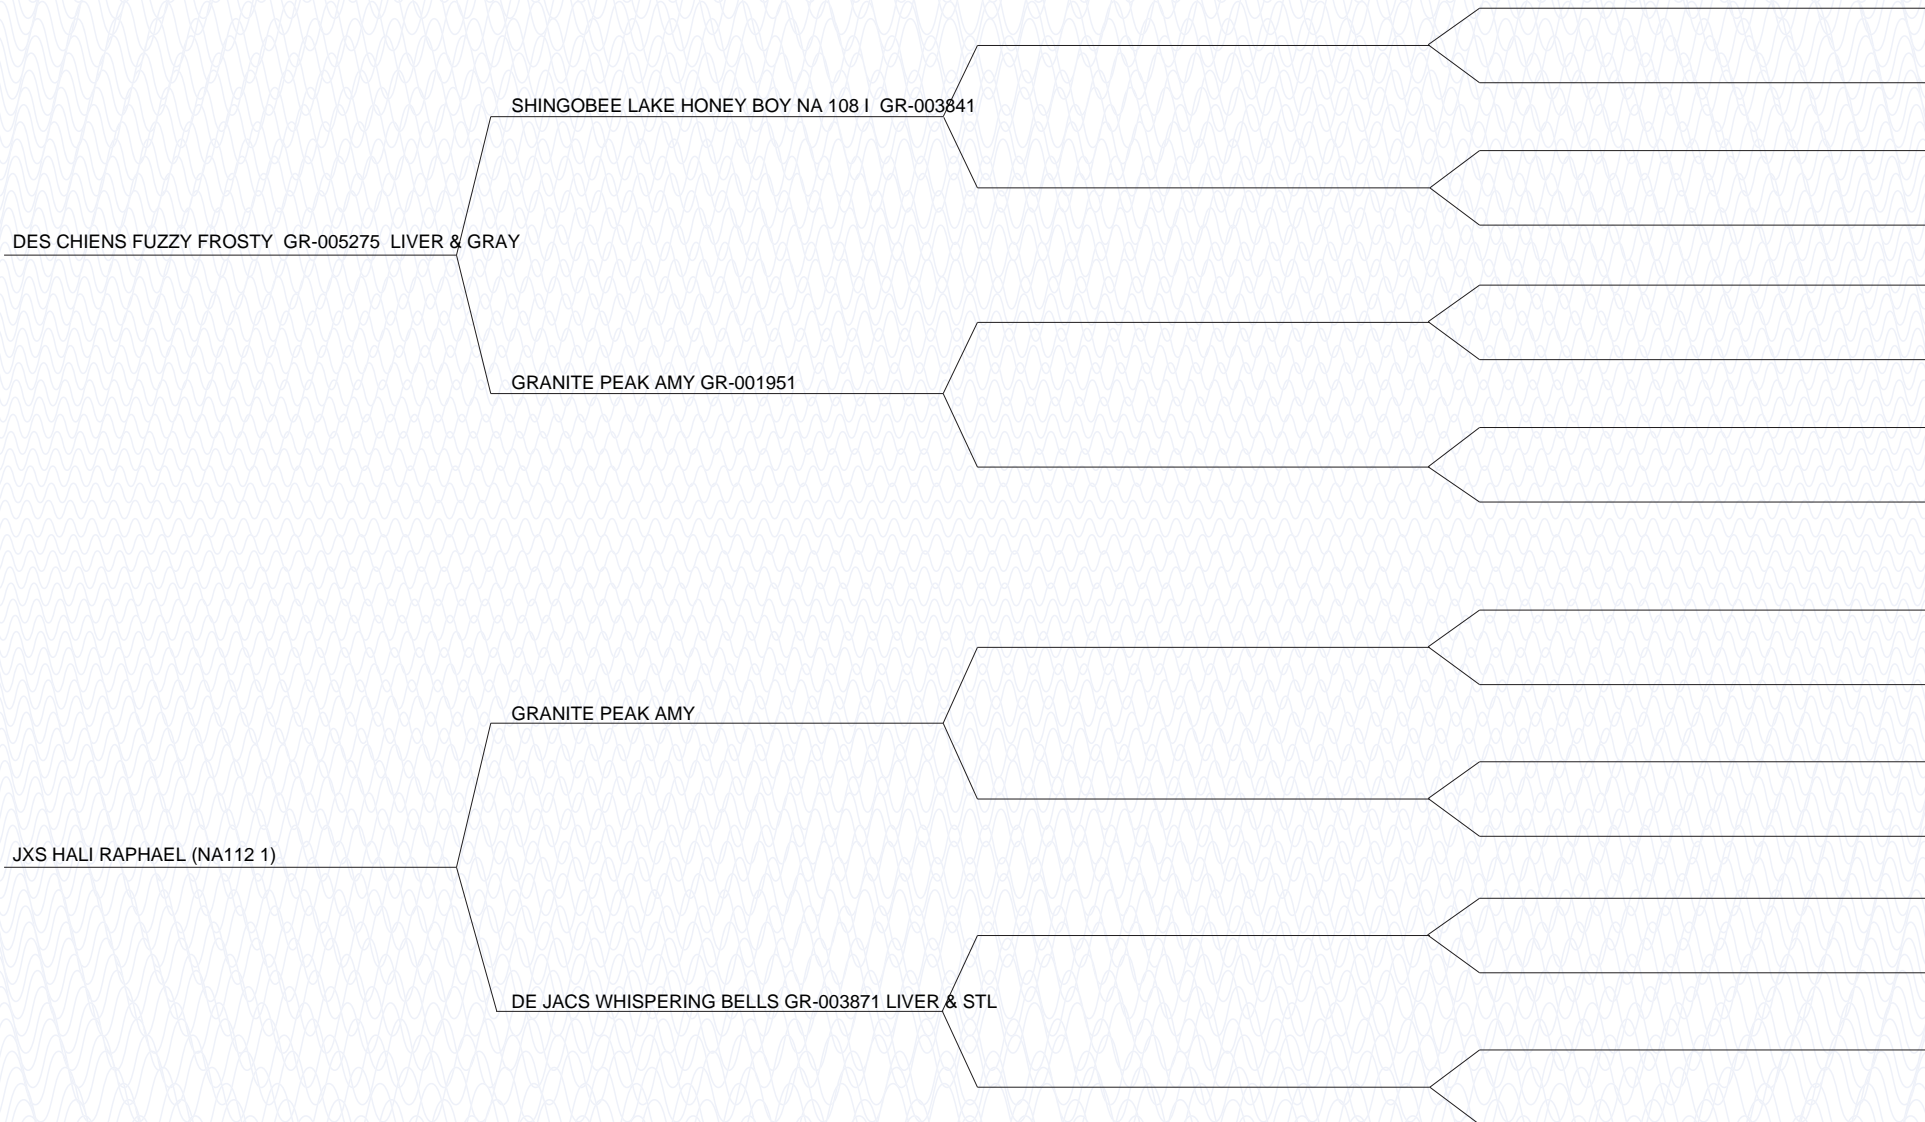 SHINGOBEE LAKE HONEY BOY NA 108 I GR-003841
DES CHIENS FUZZY FROSTY GR-005275 LIVER & GRAY
GRANITE PEAK AMY GR-001951
GRANITE PEAK AMY
JXS HALI RAPHAEL (NA112 1)
DE JACS WHISPERING BELLS GR-003871 LIVER & STL